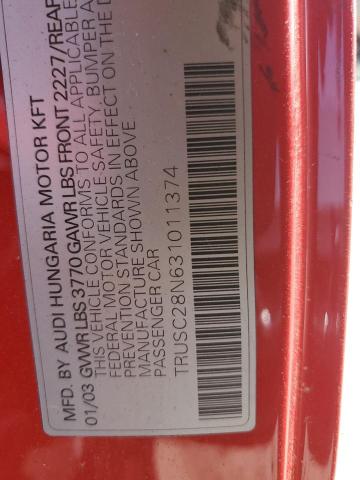 MFD. BY AUDI HUNGARIA MOTOR KFT
01/03 GVWR LBS 3770 GAWR LBS FRONT 2227/REAR
THIS VEHICLE CONFORMS TO ALL APPLICABLE
FEDERAL MOTOR VEHICLE SAFETY, BUMPER A
PREVENTION STANDARDS IN EFFECT ON THE D
MANUFACTURE SHOWN ABOVE
PASSENGER CAR
TRUSC28N631011374